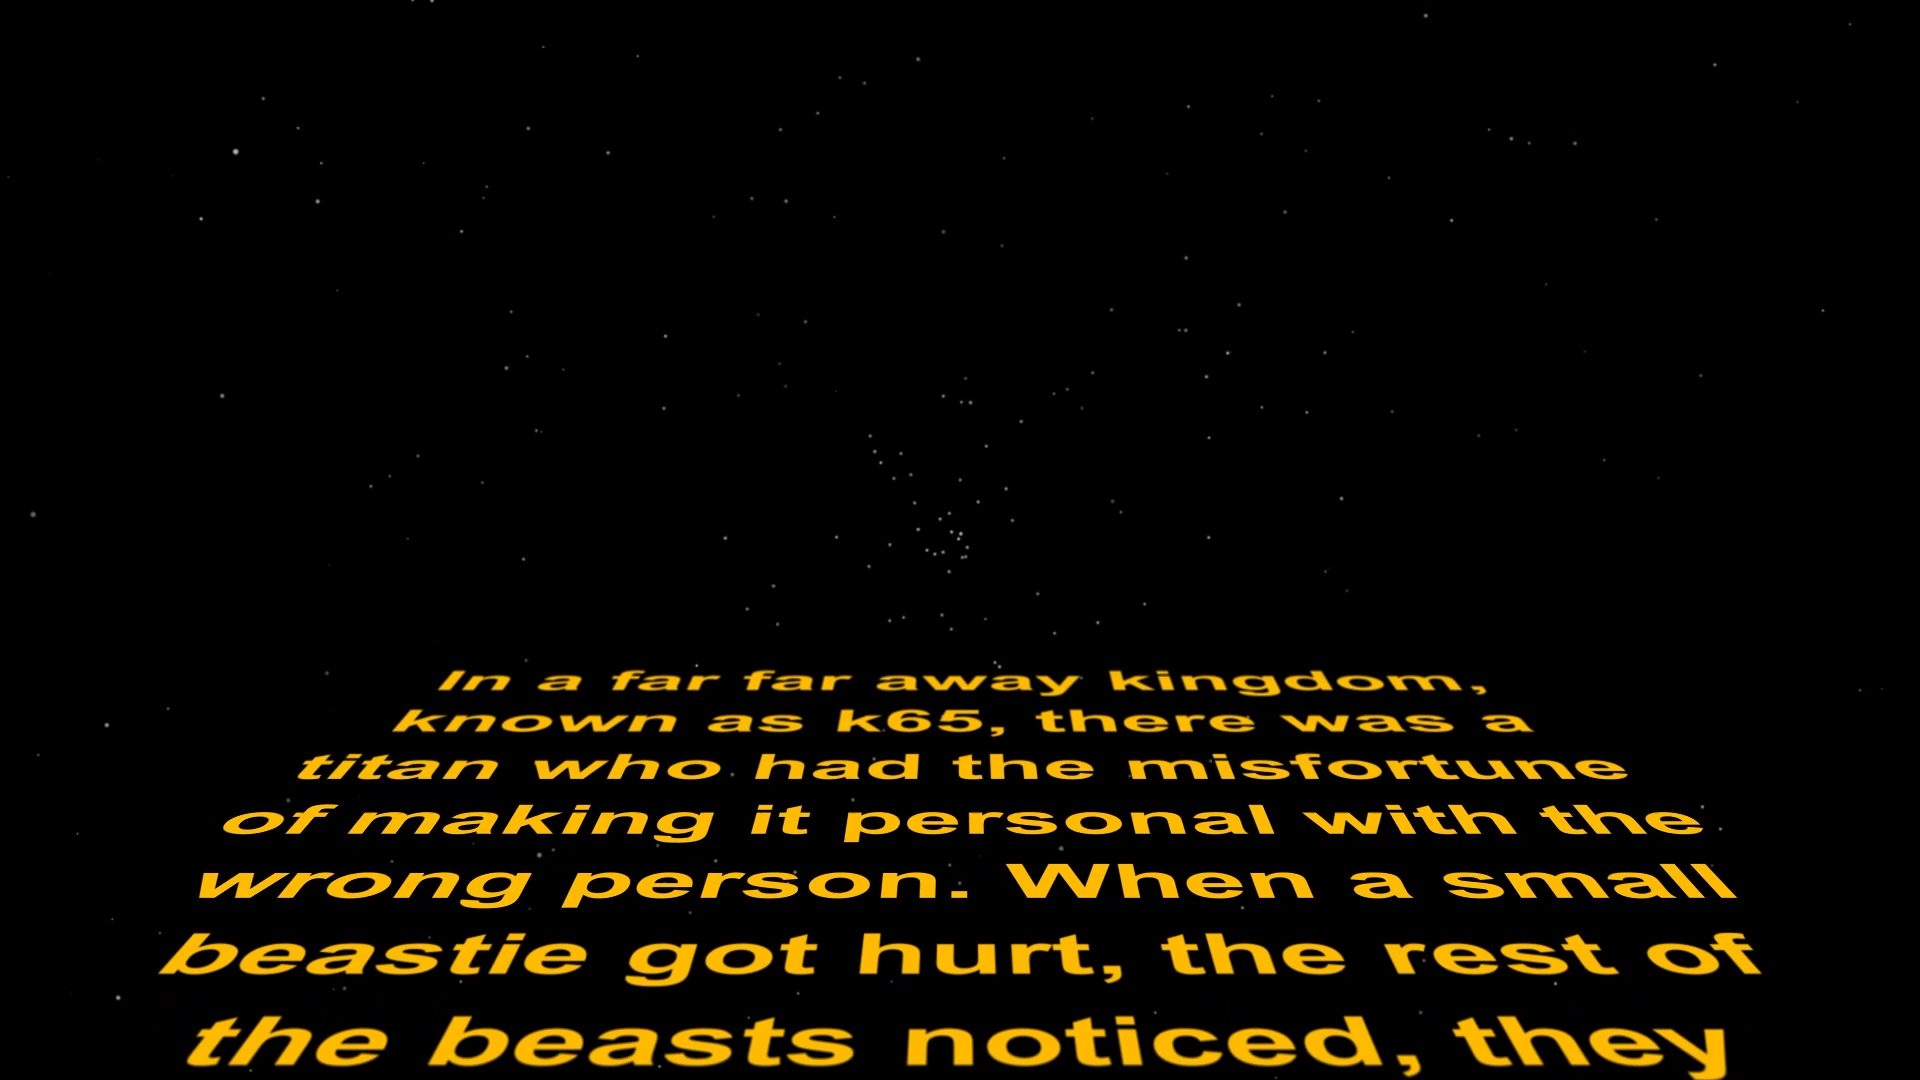 In a far far away kingdom,
known as k65, there was a
titan who had the misfortune
of making it personal with the
wrong person. When a small
beastie got hurt, the rest of
the beasts noticed, they